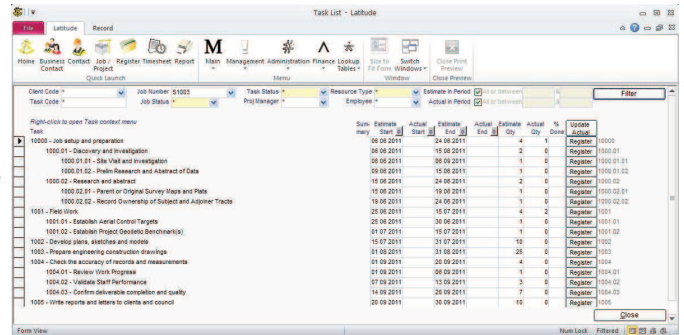 Task List - Latitude
File Latitude Record
Home Business Contact Contact Job / Project Register Timesheet Report Main Management Administration Finance Lookup Tables Size to Fit Form Switch Windows Close Print Preview
Quick Launch Menu Window Close Preview
Client Code * Job Number S1003 Task Status * Resource Type * Estimate in Period All or between & Filter
Task Code * Job Status * Proj Manager * Employee * Actual in Period All or between &
Right-click to open Task context menu
Task Sum-mary Estimate Start Actual Start Estimate End Actual End Estimate Qty Actual Qty % Done Update Actual
10000 - Job setup and preparation 08 06 2011 24 06 2011 4 1 Register 10000
1000.01 - Discovery and Investigation 08 06 2011 15 06 2011 2 0 Register 1000.01
1000.01.01 - Site Visit and Investigation 08 06 2011 08 06 2011 1 0 Register 1000.01.01
1000.01.02 - Prelim Research and Abstract of Data 09 06 2011 15 06 2011 1 0 Register 1000.01.02
1000.02 - Research and abstract 15 06 2011 24 06 2011 2 0 Register 1000.02
1000.02.01 - Parent or Original Survey Maps and Plats 15 06 2011 19 06 2011 1 0 Register 1000.02.01
1000.02.02 - Record Ownership of Subject and Adjoiner Tracts 19 06 2011 24 06 2011 1 0 Register 1000.02.02
1001 - Field Work 25 06 2011 15 07 2011 4 2 Register 1001
1001.01 - Establish Aerial Control Targets 25 06 2011 30 06 2011 1 0 Register 1001.01
1001.02 - Establish Project Geodetic Benchmark(s) 01 07 2011 15 07 2011 1 0 Register 1001.02
1002 - Develop plans, sketches and models 15 07 2011 31 07 2011 10 0 Register 1002
1003 - Prepare engineering construction drawings 01 08 2011 31 08 2011 25 0 Register 1003
1004 - Check the accuracy of records and measurements 01 09 2011 20 09 2011 4 0 Register 1004
1004.01 - Review Work Progress 01 09 2011 06 09 2011 1 0 Register 1004.01
1004.02 - Validate Staff Performance 07 09 2011 13 09 2011 3 0 Register 1004.02
1004.03 - Confirm deliverable completion and quality 14 09 2011 20 09 2011 7 0 Register 1004.03
1005 - Write reports and letters to clients and council 20 09 2011 30 09 2011 10 0 Register 1005
Close
Form View Num Lock Filtered